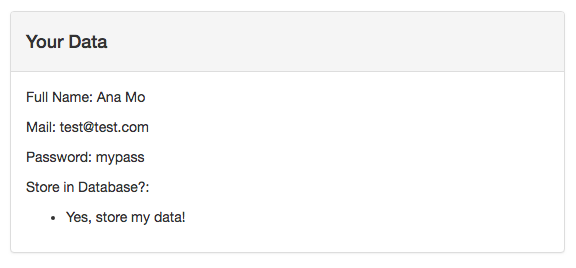 Your Data
Full Name: Ana Mo
Mail: test@test.com
Password: mypass
Store in Database?:
• Yes, store my data!